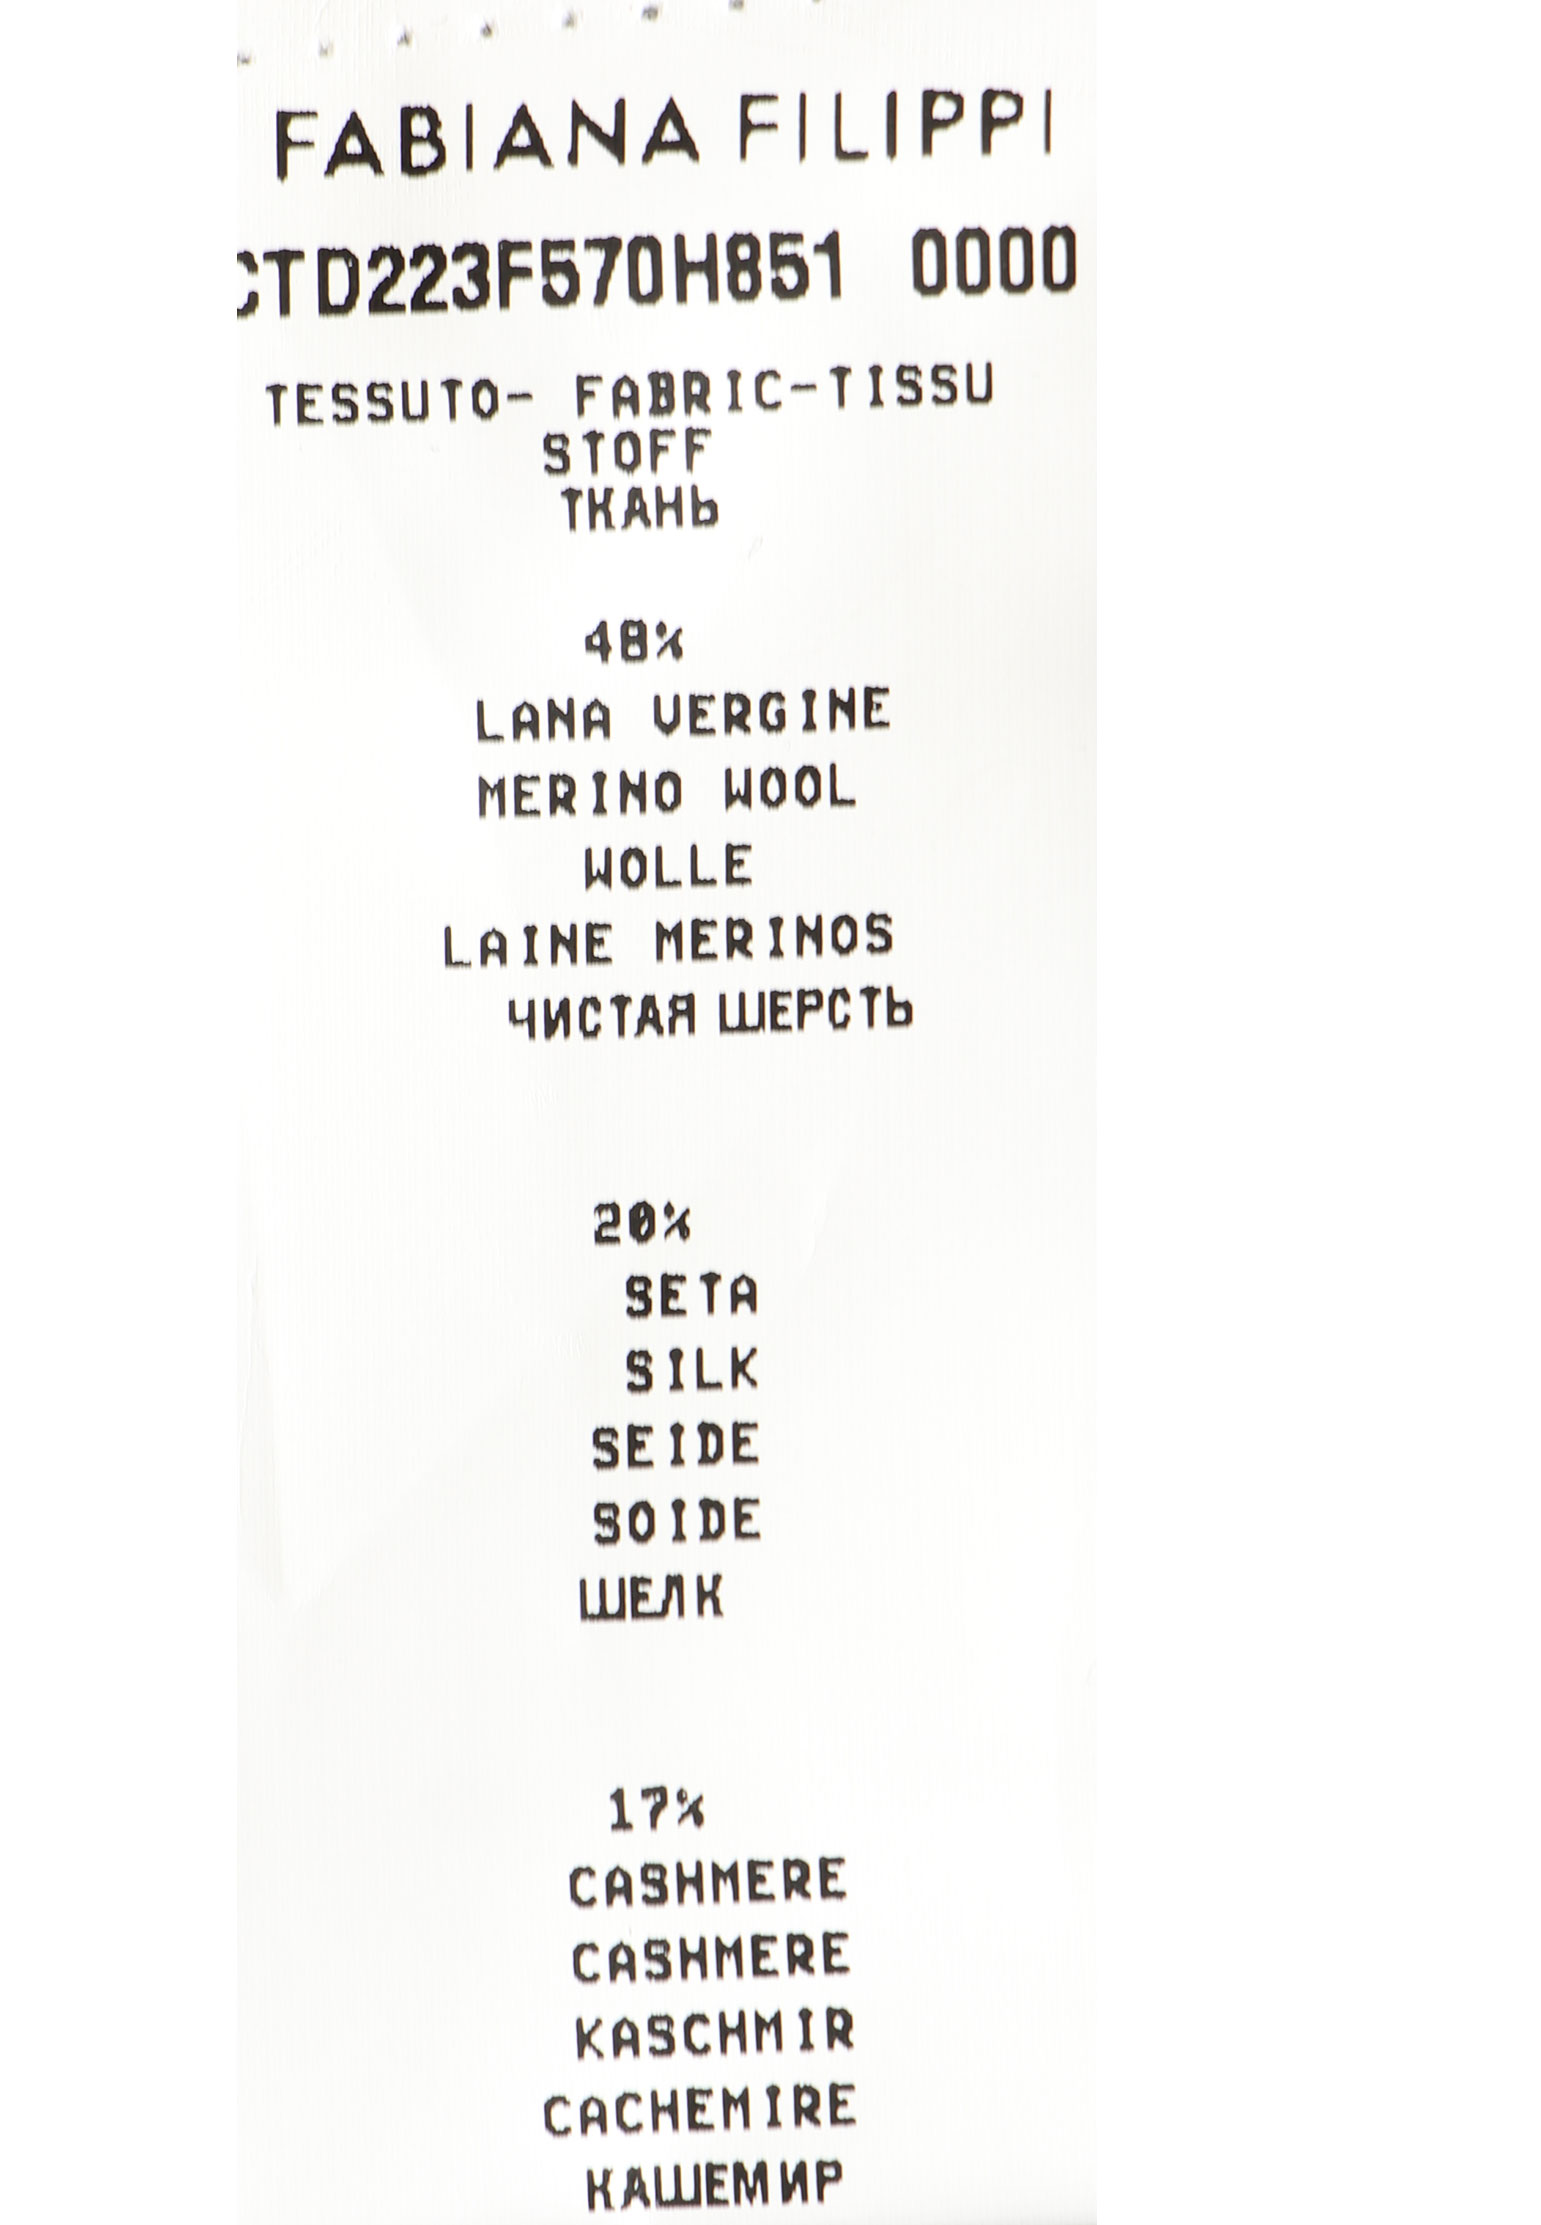 FABIANA FILIPPI
CTD223F570H851 0000
TESSUTO- FABRIC-TISSU
STOFF
ТКАНЬ
48%
LANA VERGINE
MERINO WOOL
WOLLE
LAINE MERINOS
ЧИСТАЯ ШЕРСТЬ
20%
SETA
SILK
SEIDE
SOIDE
ШЕЛК
17%
CASHMERE
CASHMERE
KASCHMIR
CACHEMIRE
КАШЕМИР